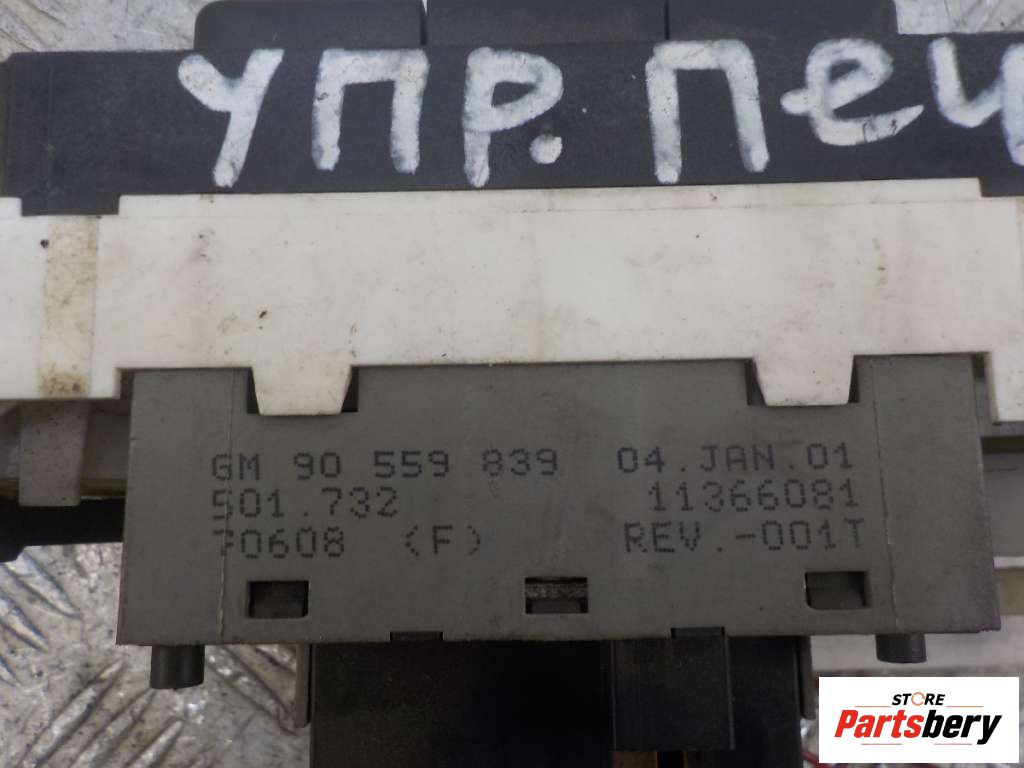 УПР. ПЕЧ
GM 90 559 839 04.JAN.01
501.732 11366081
70608 (F) REV.-001T
STORE
Partsbery